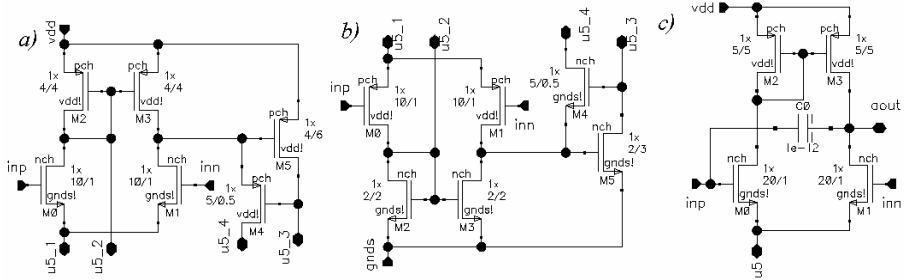 a)
vdd
pch
1x
4/4
vdd!
M2
pch
1x
4/4
vdd!
M3
pch
1x
4/6
vdd!
M5
inp
nch
1x
10/1
gnds!
M0
nch
1x
10/1
gnds!
M1
inn
pch
1x
5/0.5
vdd!
M4
u5_1
u5_2
u5_4
u5_3
b)
u5_1
u5_2
u5_4
u5_3
inp
pch
1x
10/1
vdd!
M0
pch
1x
10/1
vdd!
M1
inn
nch
1x
5/0.5
gnds!
M4
nch
1x
2/3
gnds!
M5
nch
1x
2/2
gnds!
M2
nch
1x
2/2
gnds!
M3
gnds
c)
vdd
pch
1x
5/5
vdd!
M2
pch
1x
5/5
vdd!
M3
C0
1e-12
aout
inp
nch
1x
20/1
gnds!
M0
nch
1x
20/1
gnds!
M1
inn
u5